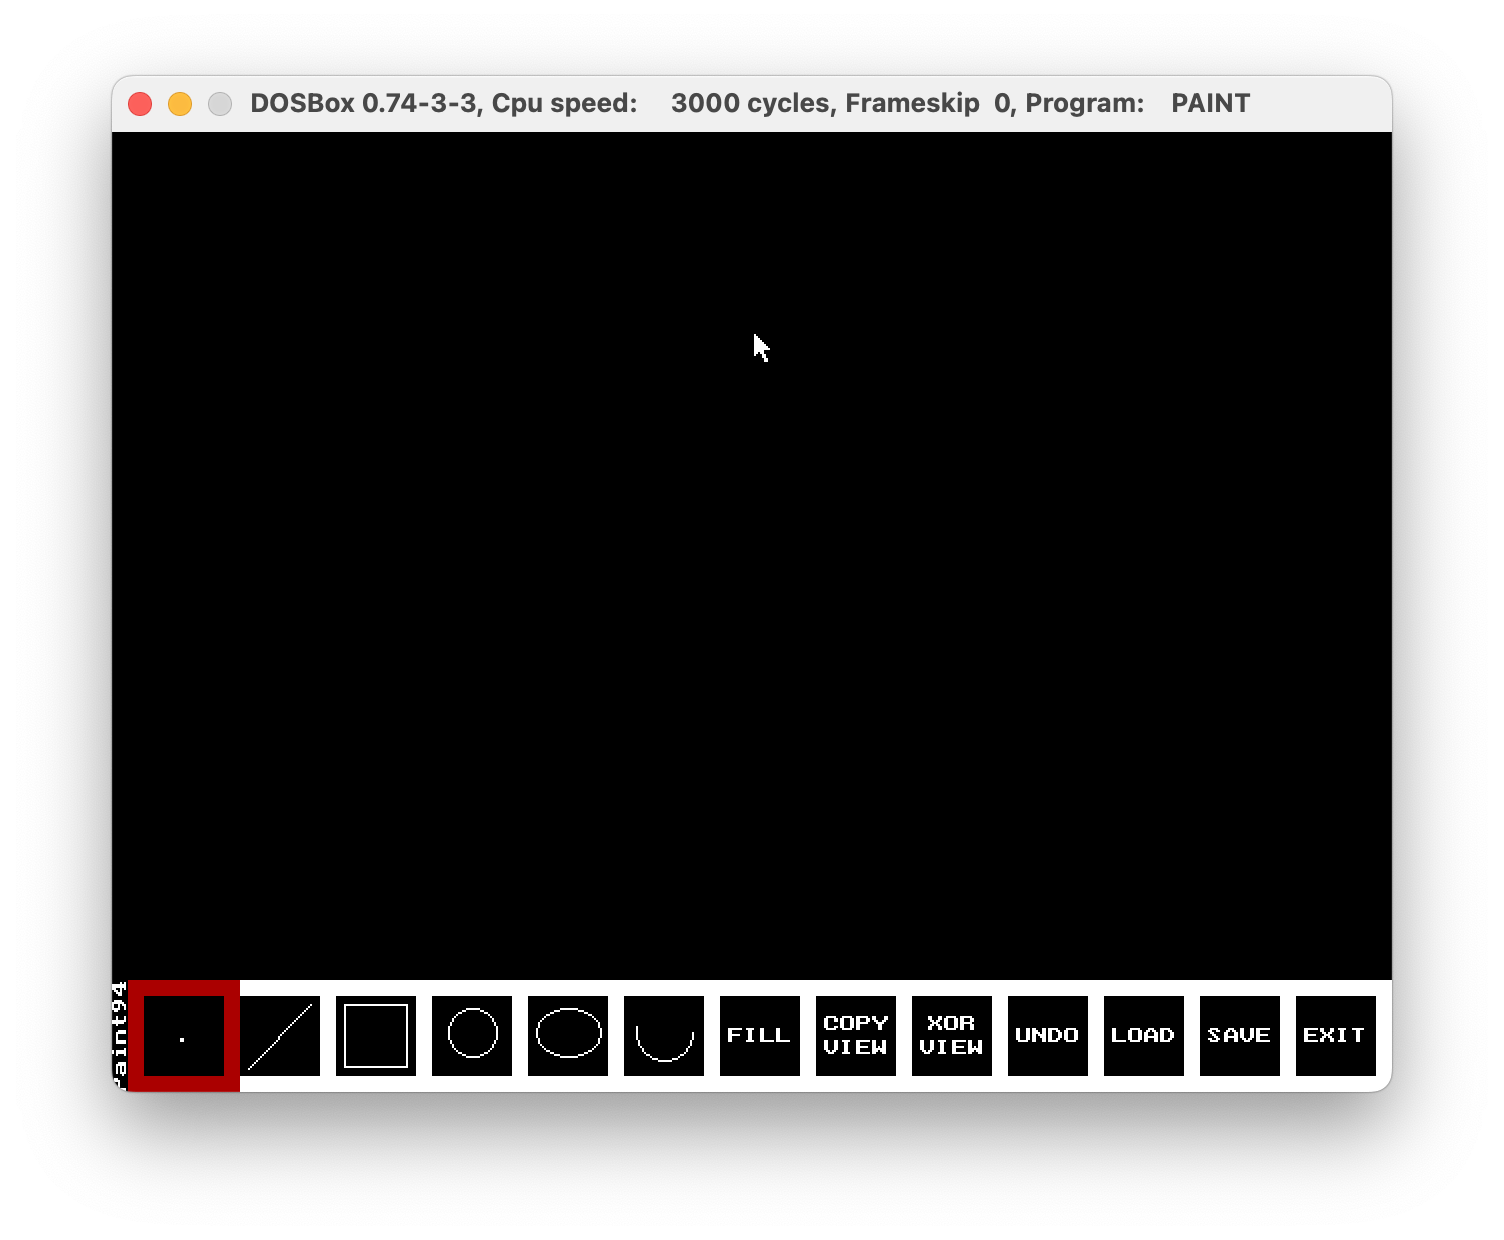 DOSBox 0.74-3-3, Cpu speed: 3000 cycles, Frameskip 0, Program: PAINT
Paint94
FILL
COPY
VIEW
XOR
VIEW
UNDO
LOAD
SAVE
EXIT